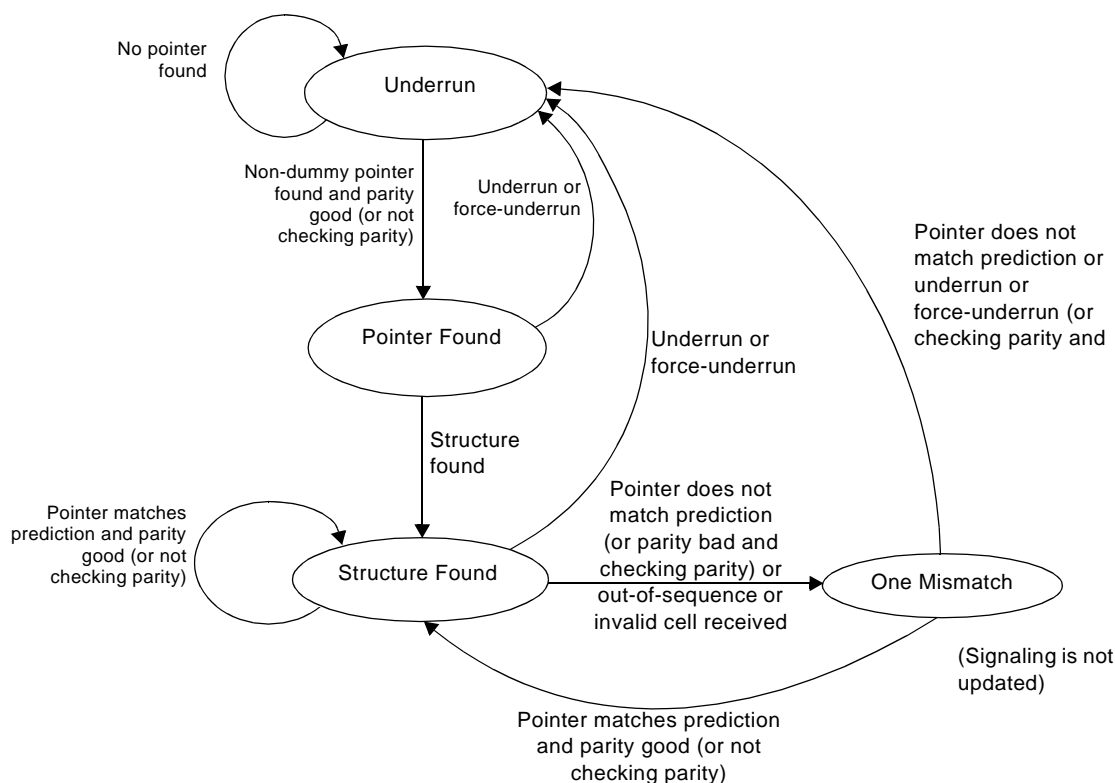 No pointer
found
Underrun
Non-dummy pointer
found and parity
good (or not
checking parity)
Underrun or
force-underrun
Pointer does not
match prediction or
underrun or
force-underrun (or
checking parity and
Pointer Found
Underrun or
force-underrun
Structure
found
Pointer matches
prediction and parity
good (or not
checking parity)
Structure Found
Pointer does not
match prediction
(or parity bad and
checking parity) or
out-of-sequence or
invalid cell received
One Mismatch
(Signaling is not
updated)
Pointer matches prediction
and parity good (or not
checking parity)